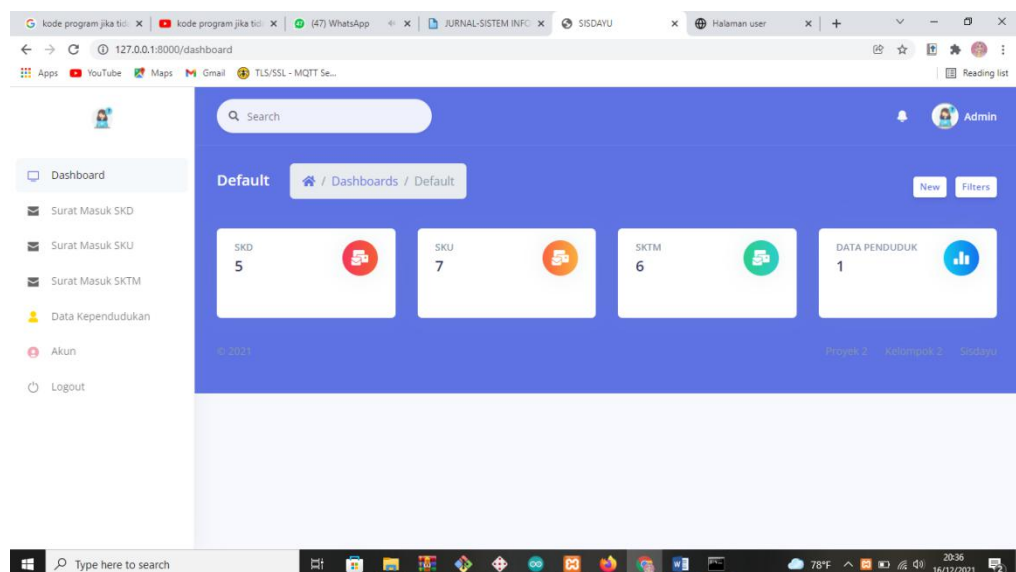 kode program jika tid
kode program jika tid
(47) WhatsApp
JURNAL-SISTEM INFO
SISDAYU
Halaman user
127.0.0.1:8000/dashboard
Apps
YouTube
Maps
Gmail
TLS/SSL - MQTT Se...
Reading list
Search
Admin
Dashboard
Surat Masuk SKD
Surat Masuk SKU
Surat Masuk SKTM
Data Kependudukan
Akun
Logout
Default
/ Dashboards / Default
New
Filters
SKD
5
SKU
7
SKTM
6
DATA PENDUDUK
1
© 2021
Proyek 2
Kelompok 2
Sisdayu
Type here to search
78°F
20:36
16/12/2021